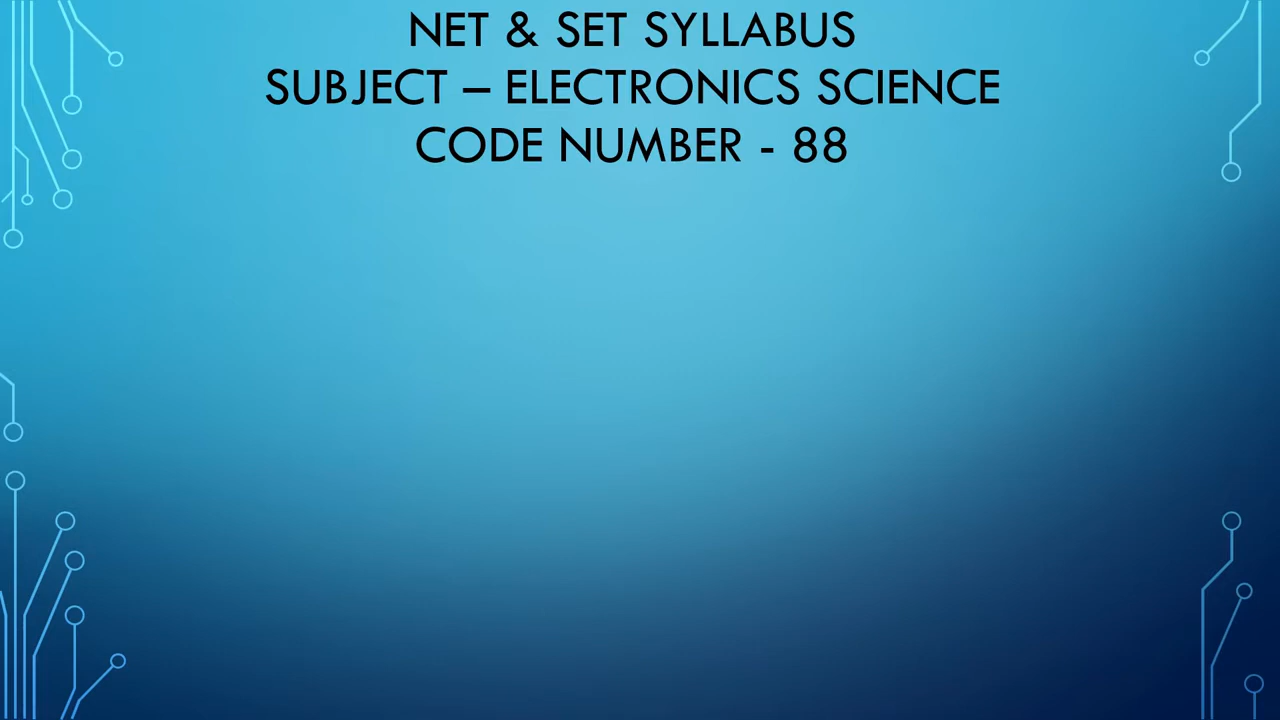 NET & SET SYLLABUS
SUBJECT – ELECTRONICS SCIENCE
CODE NUMBER - 88